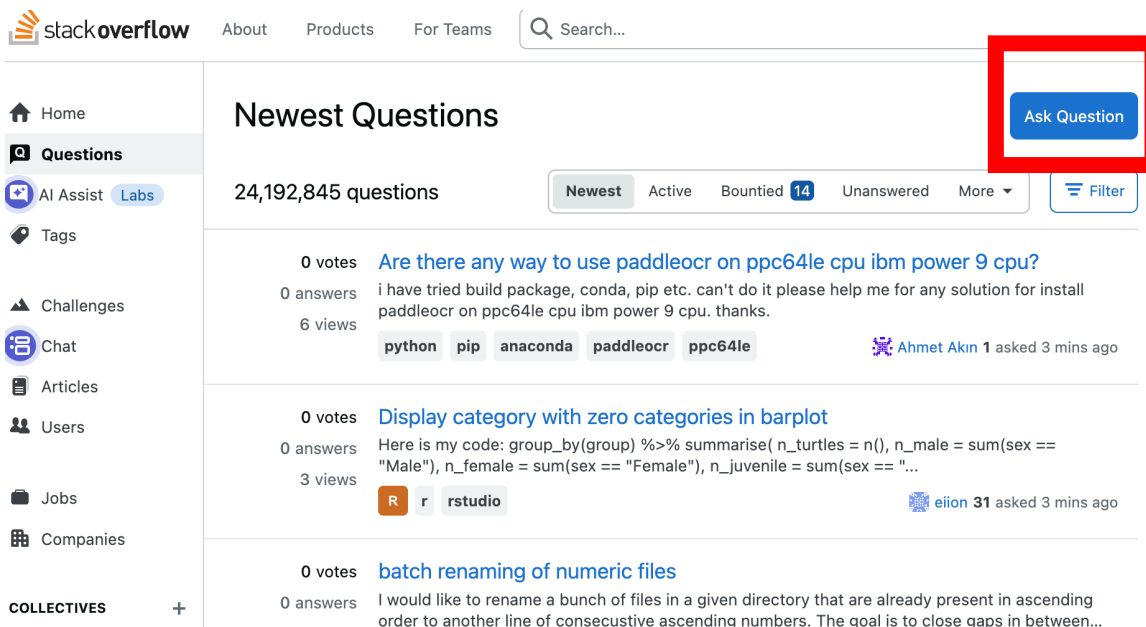 stackoverflow
About
Products
For Teams
Search...
Home
Questions
AI Assist Labs
Tags
Challenges
Chat
Articles
Users
Jobs
Companies
COLLECTIVES +
Newest Questions
Ask Question
24,192,845 questions
Newest
Active
Bountied 14
Unanswered
More
Filter
0 votes
0 answers
6 views
Are there any way to use paddleocr on ppc64le cpu ibm power 9 cpu?
i have tried build package, conda, pip etc. can't do it please help me for any solution for install
paddleocr on ppc64le cpu ibm power 9 cpu. thanks.
python pip anaconda paddleocr ppc64le
Ahmet Akın 1 asked 3 mins ago
0 votes
0 answers
3 views
Display category with zero categories in barplot
Here is my code: group_by(group) %>% summarise( n_turtles = n(), n_male = sum(sex ==
"Male"), n_female = sum(sex == "Female"), n_juvenile = sum(sex == "...
R r rstudio
eiion 31 asked 3 mins ago
0 votes
0 answers
batch renaming of numeric files
I would like to rename a bunch of files in a given directory that are already present in ascending
order to another line of consecustive ascending numbers. The goal is to close gaps in between...